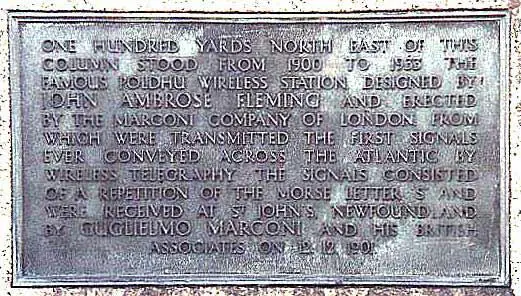 ONE HUNDRED YARDS NORTH EAST OF THIS
COLUMN STOOD FROM 1900 TO 1933 THE
FAMOUS POLDHU WIRELESS STATION DESIGNED BY
JOHN AMBROSE FLEMING AND ERECTED
BY THE MARCONI COMPANY OF LONDON FROM
WHICH WERE TRANSMITTED THE FIRST SIGNALS
EVER CONVEYED ACROSS THE ATLANTIC BY
WIRELESS TELEGRAPHY THE SIGNALS CONSISTED
OF A REPETITION OF THE MORSE LETTER 'S' AND
WERE RECEIVED AT ST JOHN'S, NEWFOUNDLAND
BY GUGLIELMO MARCONI AND HIS BRITISH
ASSOCIATES ON 12. 12. 1901